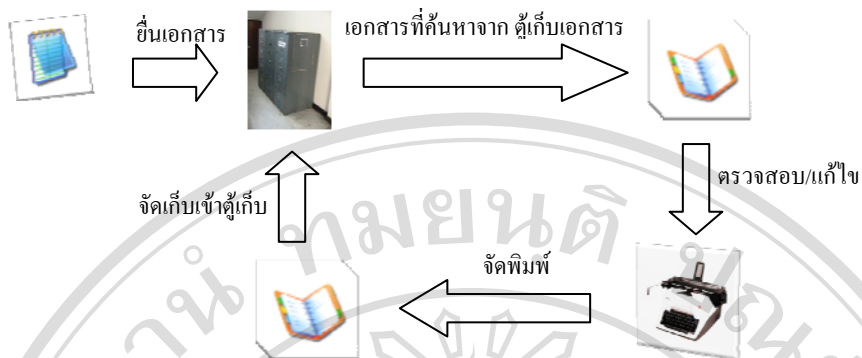 ยื่นเอกสาร
เอกสารที่ค้นหาจาก ตู้เก็บเอกสาร
ตรวจสอบ/แก้ไข
จัดเก็บเข้าตู้เก็บ
จัดพิมพ์